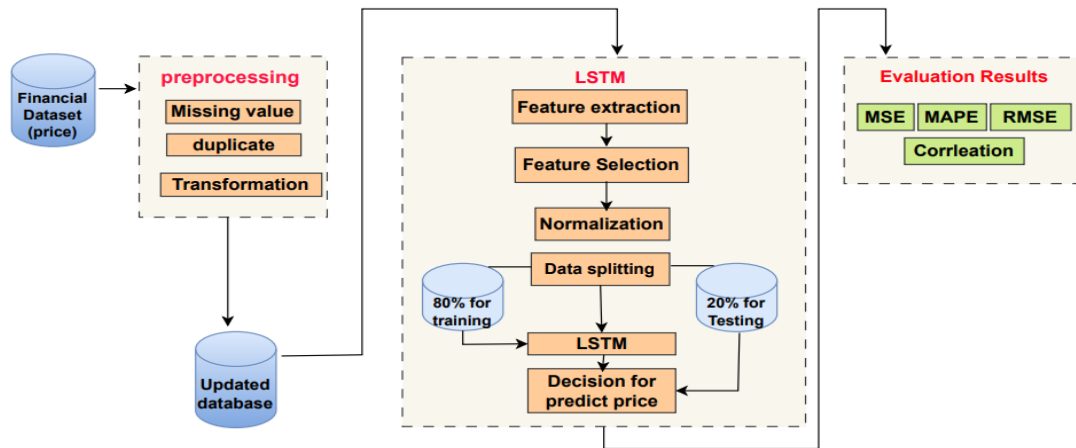 Financial
Dataset
(price)
preprocessing
Missing value
duplicate
Transformation
Updated
database
LSTM
Feature extraction
Feature Selection
Normalization
Data splitting
80% for
training
20% for
Testing
LSTM
Decision for
predict price
Evaluation Results
MSE
MAPE
RMSE
Corrleation